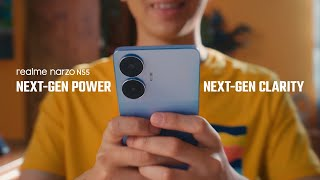 realme narzo N55
NEXT-GEN POWER
NEXT-GEN CLARITY